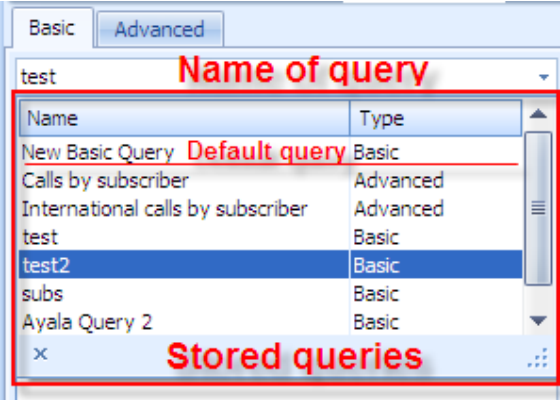 Basic Advanced
test Name of query
Name Type
New Basic Query Default query Basic
Calls by subscriber Advanced
International calls by subscriber Advanced
test Basic
test2 Basic
subs Basic
Ayala Query 2 Basic
Stored queries